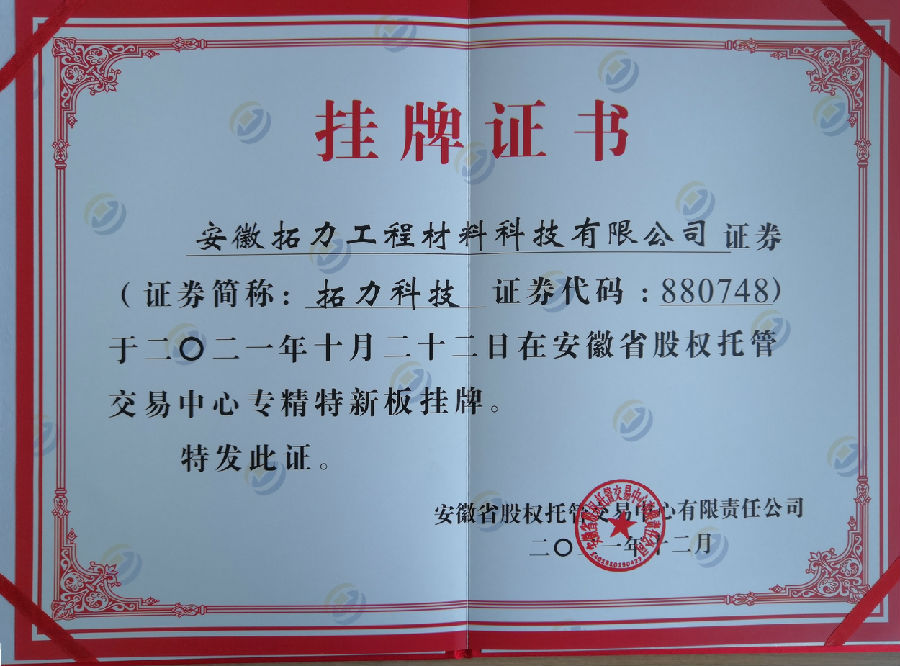 挂牌证书
安徽拓力工程材料科技有限公司证券
(证券简称：拓力科技 证券代码：880748)
于二〇二一年十月二十二日在安徽省股权托管
交易中心专精特新板挂牌。
特发此证。
安徽省股权托管交易中心有限责任公司
二〇二一年十二月